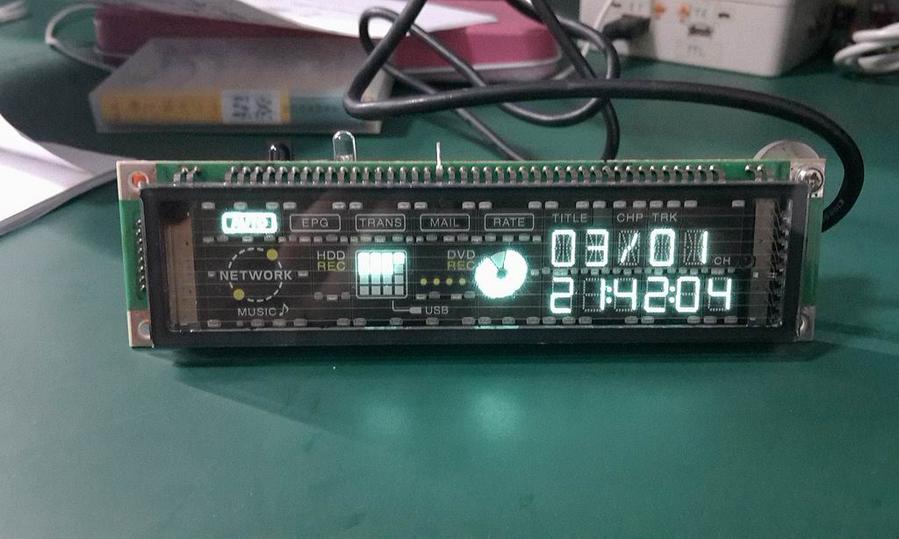 AUTO EPG TRANS MAIL RATE TITLE CHP TRK
03/01
CH
NETWORK
HDD
REC
DVD
REC
21:42:04
MUSIC♪
USB